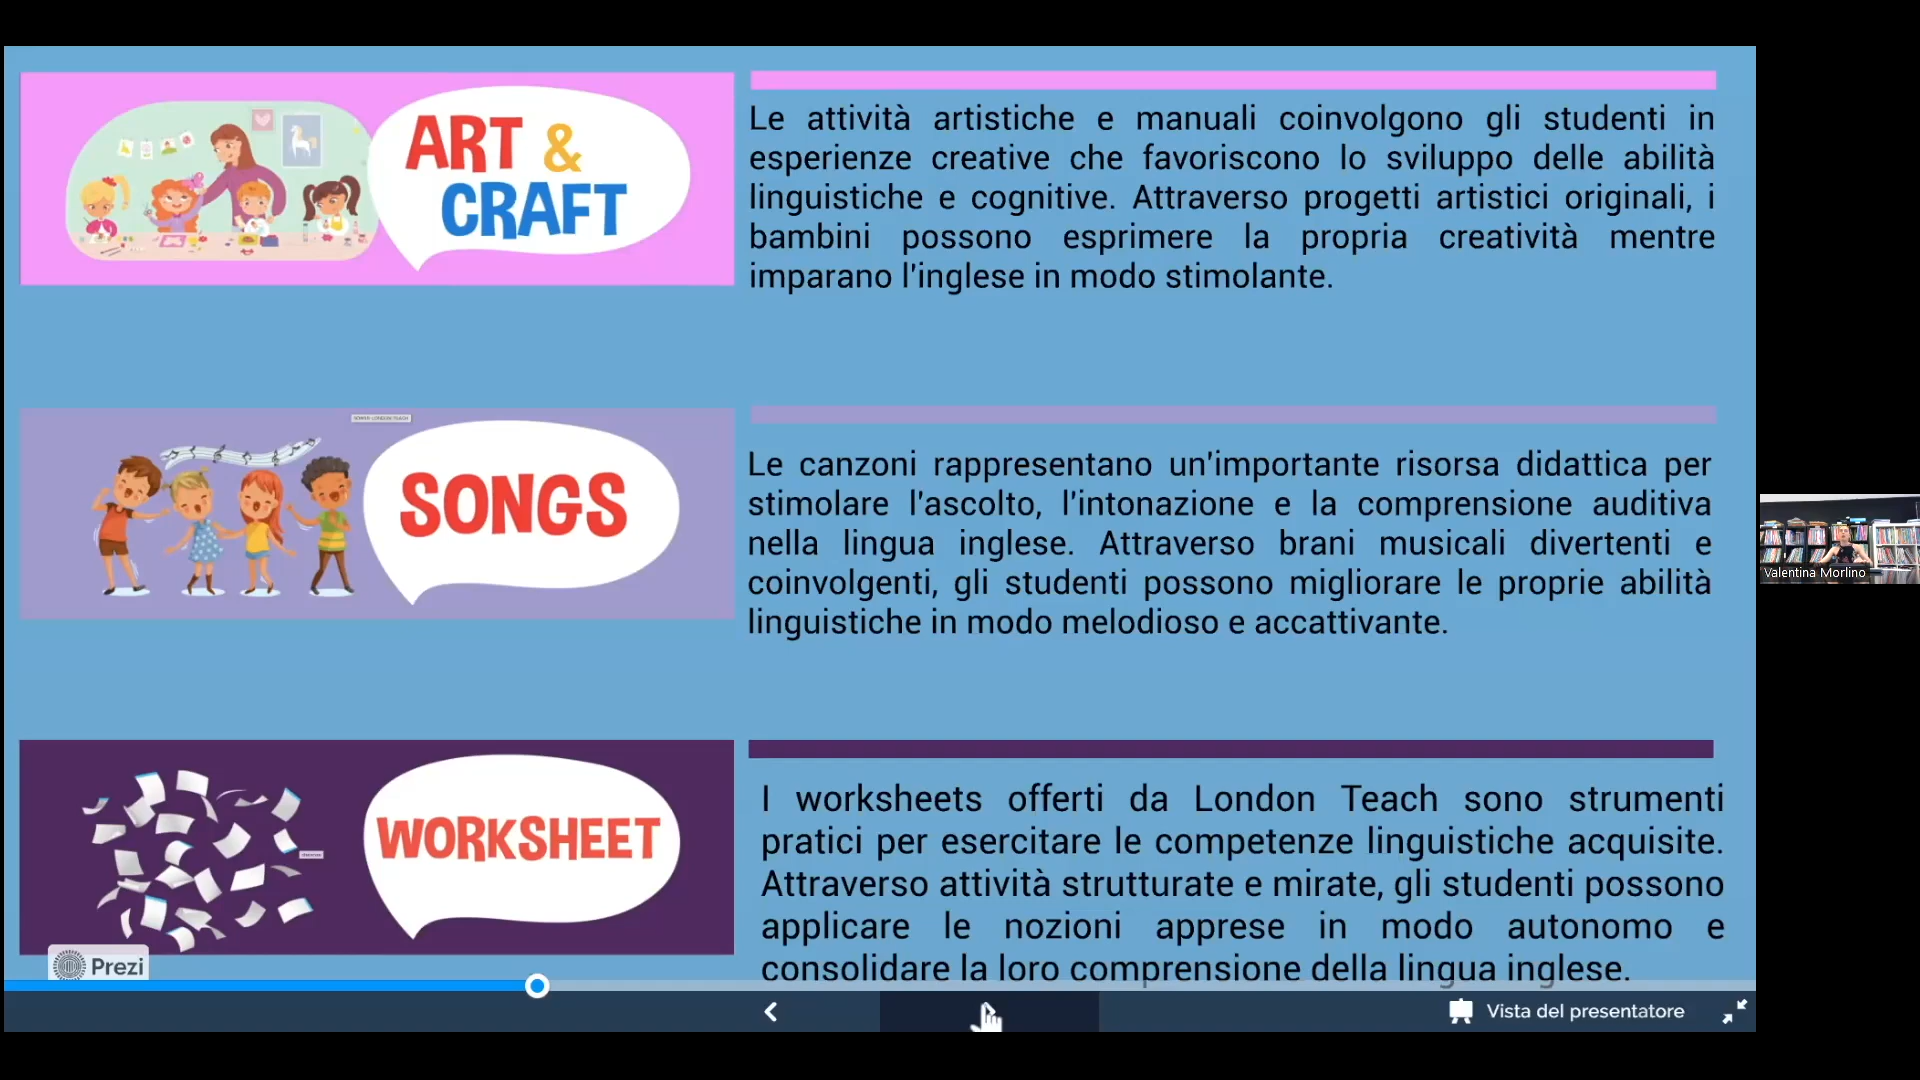 ART &
CRAFT
Le attività artistiche e manuali coinvolgono gli studenti in
esperienze creative che favoriscono lo sviluppo delle abilità
linguistiche e cognitive. Attraverso progetti artistici originali, i
bambini possono esprimere la propria creatività mentre
imparano l'inglese in modo stimolante.
SONGS
Le canzoni rappresentano un'importante risorsa didattica per
stimolare l'ascolto, l'intonazione e la comprensione auditiva
nella lingua inglese. Attraverso brani musicali divertenti e
coinvolgenti, gli studenti possono migliorare le proprie abilità
linguistiche in modo melodioso e accattivante.
WORKSHEET
I worksheets offerti da London Teach sono strumenti
pratici per esercitare le competenze linguistiche acquisite.
Attraverso attività strutturate e mirate, gli studenti possono
applicare le nozioni apprese in modo autonomo e
consolidare la loro comprensione della lingua inglese.
Prezi
Vista del presentatore
Valentina Morlino